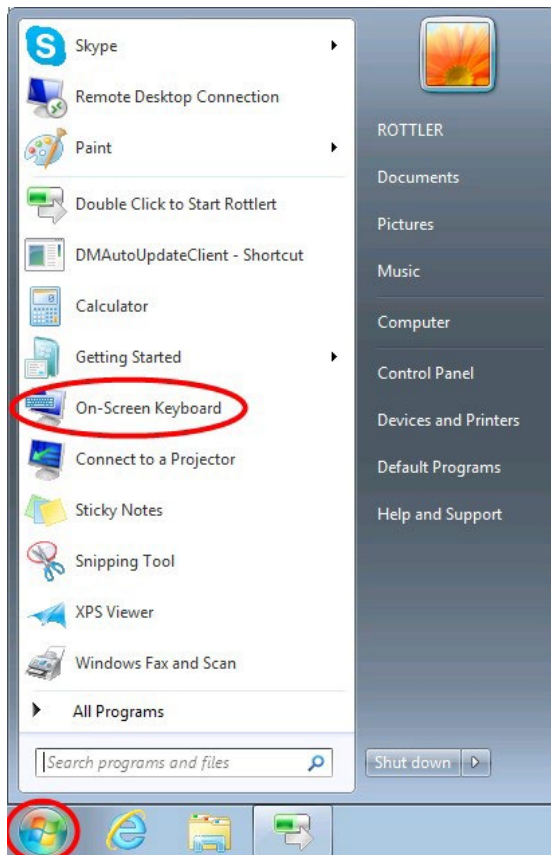 Skype
Remote Desktop Connection
Paint
Double Click to Start Rottlert
DMAutoUpdateClient - Shortcut
Calculator
Getting Started
On-Screen Keyboard
Connect to a Projector
Sticky Notes
Snipping Tool
XPS Viewer
Windows Fax and Scan
All Programs
Search programs and files
ROTTLER
Documents
Pictures
Music
Computer
Control Panel
Devices and Printers
Default Programs
Help and Support
Shut down